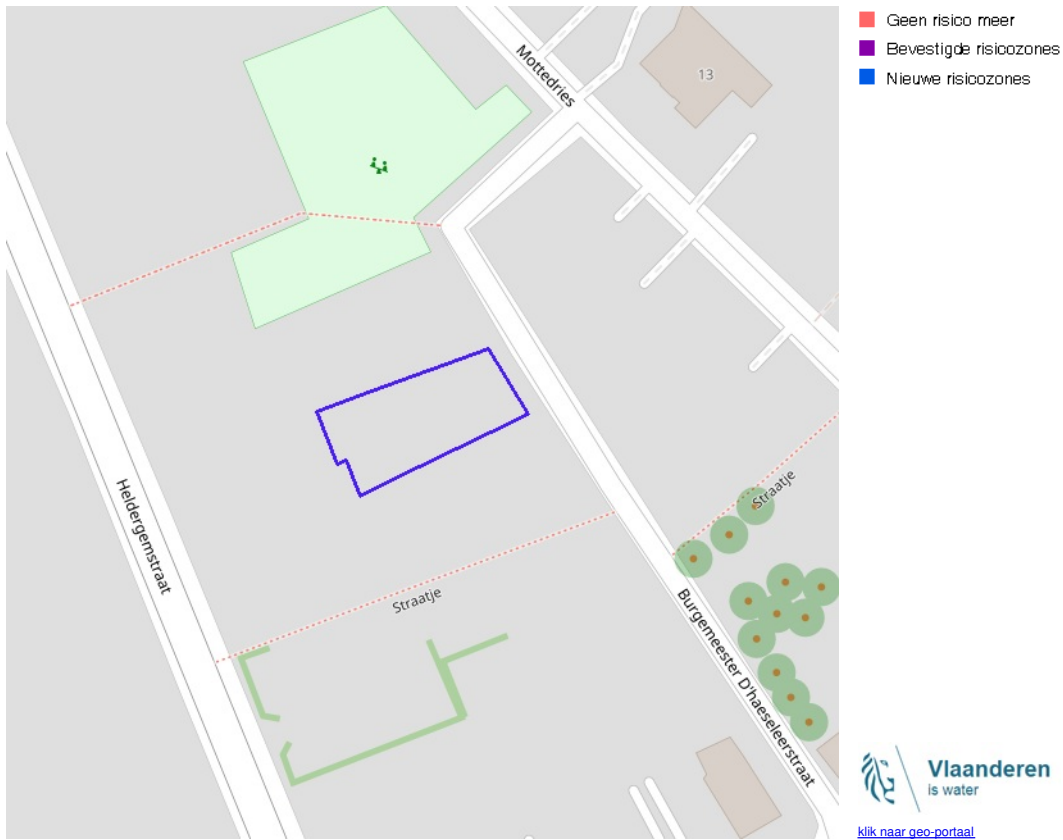 Geen risico meer
Bevestigde risicozones
Nieuwe risicozones
Mottedries
13
Heldergemstraat
Straatje
Straatje
Burgemeester D'haeseleerstraat
Vlaanderen
is water
klik naar geo-portaal